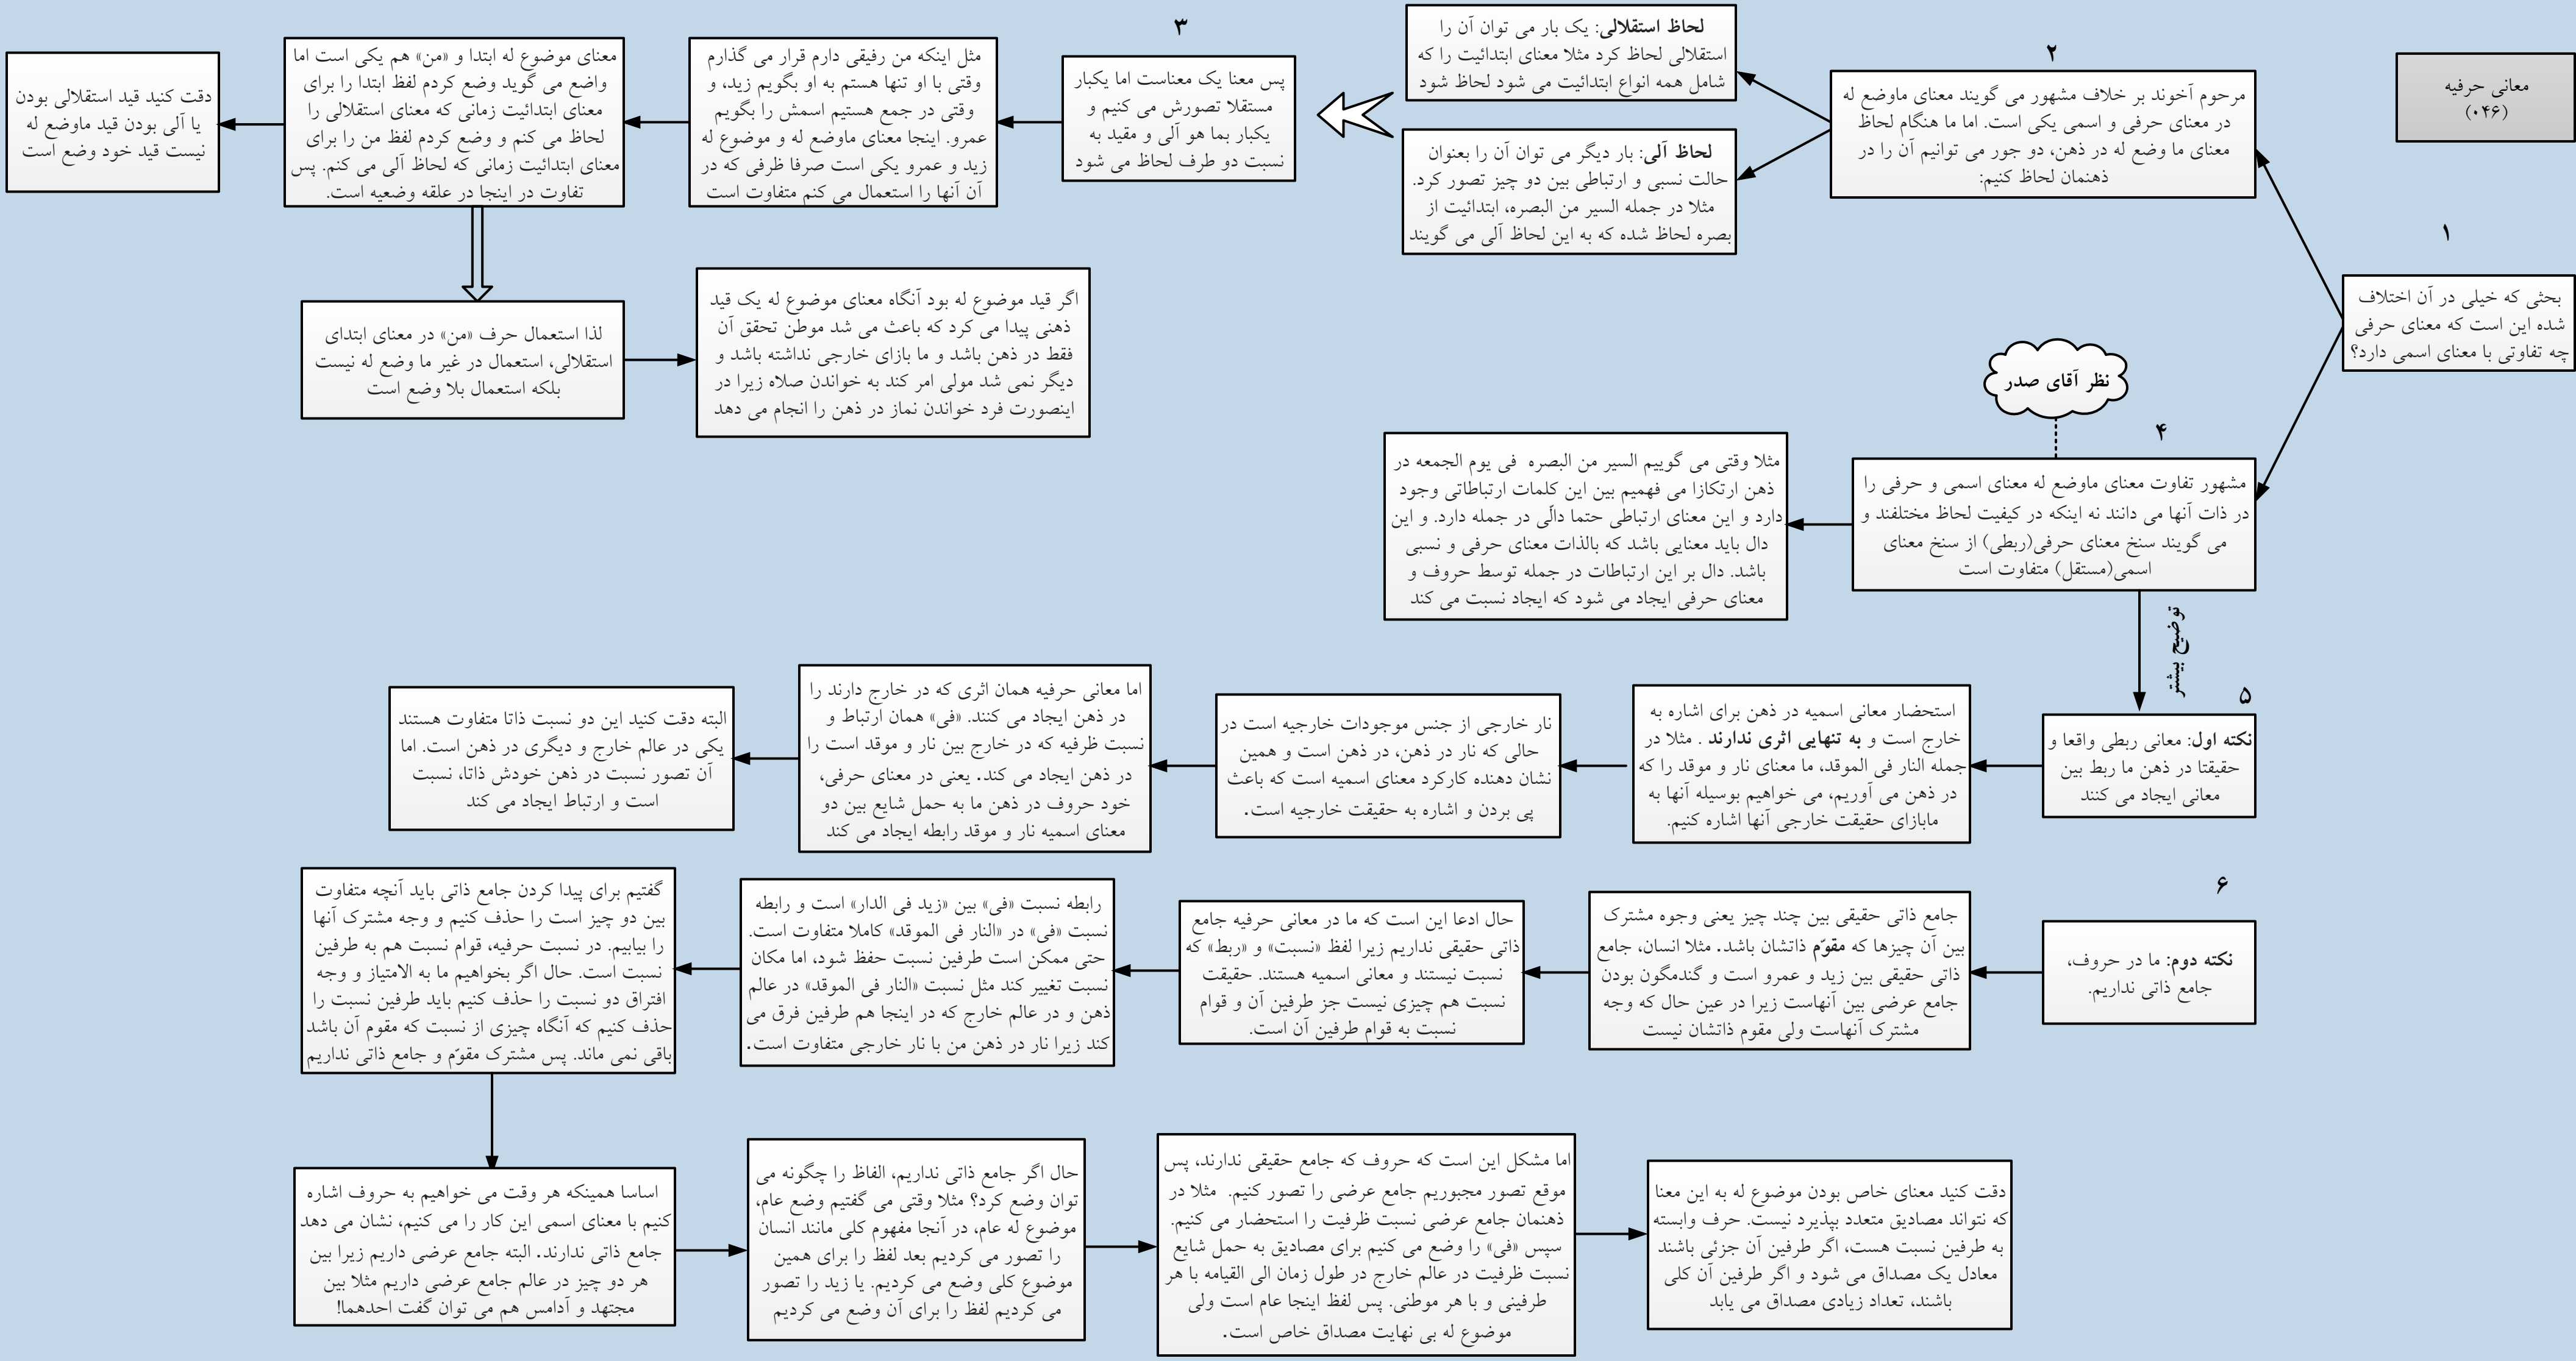 معانی حرفیه
(۰۴۶)
۱
بحثی که خیلی در آن اختلاف
شده این است که معنای حرفی
چه تفاوتی با معنای اسمی دارد؟
۲
مرحوم آخوند بر خلاف مشهور می گویند معنای ماوضع له
در معنای حرفی و اسمی یکی است. اما ما هنگام لحاظ
معنای ما وضع له در ذهن، دو جور می توانیم آن را در
ذهنمان لحاظ کنیم:
لحاظ استقلالی: یک بار می توان آن را
استقلالی لحاظ کرد مثلا معنای ابتدائیت را که
شامل همه انواع ابتدائیت می شود لحاظ شود
لحاظ آلی: بار دیگر می توان آن را بعنوان
حالت نسبی و ارتباطی بین دو چیز تصور کرد.
مثلا در جمله السیر من البصره، ابتدائیت از
بصره لحاظ شده که به این لحاظ آلی می گویند
۳
پس معنا یک معناست اما یکبار
مستقلا تصورش می کنیم و
یکبار بما هو آلی و مقید به
نسبت دو طرف لحاظ می شود
مثل اینکه من رفیقی دارم قرار می گذارم
وقتی با او تنها هستم به او بگویم زید، و
وقتی در جمع هستیم اسمش را بگویم
عمرو. اینجا معنای ماوضع له و موضوع له
زید و عمرو یکی است صرفا ظرفی که در
آن آنها را استعمال می کنم متفاوت است
معنای موضوع له ابتدا و «من» هم یکی است اما
واضع می گوید وضع کردم لفظ ابتدا را برای
معنای ابتدائیت زمانی که معنای استقلالی را
لحاظ می کنم و وضع کردم لفظ من را برای
معنای ابتدائیت زمانی که لحاظ آلی می کنم. پس
تفاوت در اینجا در علقه وضعیه است.
دقت کنید قید استقلالی بودن
یا آلی بودن قید ماوضع له
نیست قید خود وضع است
لذا استعمال حرف «من» در معنای ابتدای
استقلالی، استعمال در غیر ما وضع له نیست
بلکه استعمال بلا وضع است
اگر قید موضوع له بود آنگاه معنای موضوع له یک قید
ذهنی پیدا می کرد که باعث می شد موطن تحقق آن
فقط در ذهن باشد و ما بازای خارجی نداشته باشد و
دیگر نمی شد مولی امر کند به خواندن صلاه زیرا در
اینصورت فرد خواندن نماز در ذهن را انجام می دهد
نظر آقای صدر
۴
مشهور تفاوت معنای ماوضع له معنای اسمی و حرفی را
در ذات آنها می دانند نه اینکه در کیفیت لحاظ مختلفند و
می گویند سنخ معنای حرفی(ربطی) از سنخ معنای
اسمی(مستقل) متفاوت است
مثلا وقتی می گوییم السیر من البصره فی یوم الجمعه در
ذهن ارتکازا می فهمیم بین این کلمات ارتباطاتی وجود
دارد و این معنای ارتباطی حتما دالّی در جمله دارد. و این
دال باید معنایی باشد که بالذات معنای حرفی و نسبی
باشد. دال بر این ارتباطات در جمله توسط حروف و
معنای حرفی ایجاد می شود که ایجاد نسبت می کند
توضیح بیشتر
۵
نکته اول: معانی ربطی واقعا و
حقیقتا در ذهن ما ربط بین
معانی ایجاد می کنند
استحضار معانی اسمیه در ذهن برای اشاره به
خارج است و به تنهایی اثری ندارند . مثلا در
جمله النار فی الموقد، ما معنای نار و موقد را که
در ذهن می آوریم، می خواهیم بوسیله آنها به
مابازای حقیقت خارجی آنها اشاره کنیم.
نار خارجی از جنس موجودات خارجیه است در
حالی که نار در ذهن، در ذهن است و همین
نشان دهنده کارکرد معنای اسمیه است که باعث
پی بردن و اشاره به حقیقت خارجیه است.
اما معانی حرفیه همان اثری که در خارج دارند را
در ذهن ایجاد می کنند. «فی» همان ارتباط و
نسبت ظرفیه که در خارج بین نار و موقد است را
در ذهن ایجاد می کند. یعنی در معنای حرفی،
خود حروف در ذهن ما به حمل شایع بین دو
معنای اسمیه نار و موقد رابطه ایجاد می کند
البته دقت کنید این دو نسبت ذاتا متفاوت هستند
یکی در عالم خارج و دیگری در ذهن است. اما
آن تصور نسبت در ذهن خودش ذاتا، نسبت
است و ارتباط ایجاد می کند
۶
نکته دوم: ما در حروف،
جامع ذاتی نداریم.
جامع ذاتی حقیقی بین چند چیز یعنی وجوه مشترک
بین آن چیزها که مقوّم ذاتشان باشد. مثلا انسان، جامع
ذاتی حقیقی بین زید و عمرو است و گندمگون بودن
جامع عرضی بین آنهاست زیرا در عین حال که وجه
مشترک آنهاست ولی مقوم ذاتشان نیست
حال ادعا این است که ما در معانی حرفیه جامع
ذاتی حقیقی نداریم زیرا لفظ «نسبت» و «ربط» که
نسبت نیستند و معانی اسمیه هستند. حقیقت
نسبت هم چیزی نیست جز طرفین آن و قوام
نسبت به قوام طرفین آن است.
رابطه نسبت «فی» بین «زید فی الدار» است و رابطه
نسبت «فی» در «النار فی الموقد» کاملا متفاوت است.
حتی ممکن است طرفین نسبت حفظ شود، اما مکان
نسبت تغییر کند مثل نسبت «النار فی الموقد» در عالم
ذهن و در عالم خارج که در اینجا هم طرفین فرق می
کند زیرا نار در ذهن من با نار خارجی متفاوت است.
گفتیم برای پیدا کردن جامع ذاتی باید آنچه متفاوت
بین دو چیز است را حذف کنیم و وجه مشترک آنها
را بیابیم. در نسبت حرفیه، قوام نسبت هم به طرفین
نسبت است. حال اگر بخواهیم ما به الامتیاز و وجه
افتراق دو نسبت را حذف کنیم باید طرفین نسبت را
حذف کنیم که آنگاه چیزی از نسبت که مقوم آن باشد
باقی نمی ماند. پس مشترک مقوّم و جامع ذاتی نداریم
اساسا همینکه هر وقت می خواهیم به حروف اشاره
کنیم با معنای اسمی این کار را می کنیم، نشان می دهد
جامع ذاتی ندارند. البته جامع عرضی داریم زیرا بین
هر دو چیز در عالم جامع عرضی داریم مثلا بین
مجتهد و آدامس هم می توان گفت احدهما!
حال اگر جامع ذاتی نداریم، الفاظ را چگونه می
توان وضع کرد؟ مثلا وقتی می گفتیم وضع عام،
موضوع له عام، در آنجا مفهوم کلی مانند انسان
را تصور می کردیم بعد لفظ را برای همین
موضوع کلی وضع می کردیم. یا زید را تصور
می کردیم لفظ را برای آن وضع می کردیم
اما مشکل این است که حروف که جامع حقیقی ندارند، پس
موقع تصور مجبوریم جامع عرضی را تصور کنیم. مثلا در
ذهنمان جامع عرضی نسبت ظرفیت را استحضار می کنیم.
سپس «فی» را وضع می کنیم برای مصادیق به حمل شایع
نسبت ظرفیت در عالم خارج در طول زمان الی القیامه با هر
طرفینی و با هر موطنی. پس لفظ اینجا عام است ولی
موضوع له بی نهایت مصداق خاص است.
دقت کنید معنای خاص بودن موضوع له به این معنا
که نتواند مصادیق متعدد بپذیرد نیست. حرف وابسته
به طرفین نسبت هست، اگر طرفین آن جزئی باشند
معادل یک مصداق می شود و اگر طرفین آن کلی
باشند، تعداد زیادی مصداق می یابد